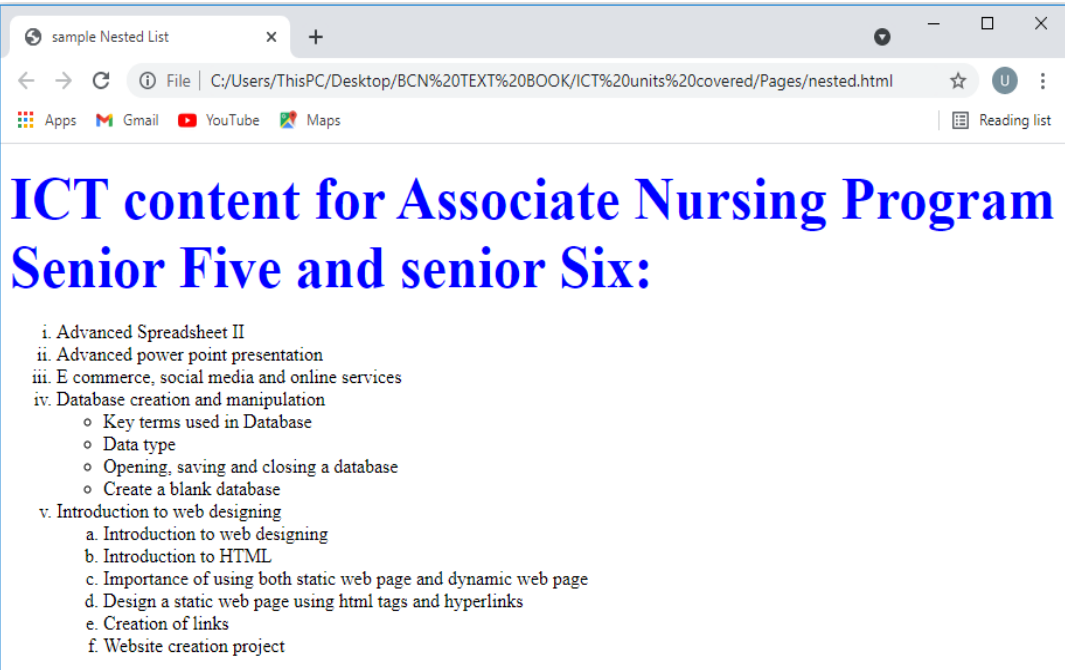 sample Nested List
File C:/Users/ThisPC/Desktop/BCN%20TEXT%20BOOK/ICT%20units%20covered/Pages/nested.html U
Apps Gmail YouTube Maps Reading list
ICT content for Associate Nursing Program
Senior Five and senior Six:
i. Advanced Spreadsheet II
ii. Advanced power point presentation
iii. E commerce, social media and online services
iv. Database creation and manipulation
Key terms used in Database
Data type
Opening, saving and closing a database
Create a blank database
v. Introduction to web designing
a. Introduction to web designing
b. Introduction to HTML
c. Importance of using both static web page and dynamic web page
d. Design a static web page using html tags and hyperlinks
e. Creation of links
f. Website creation project